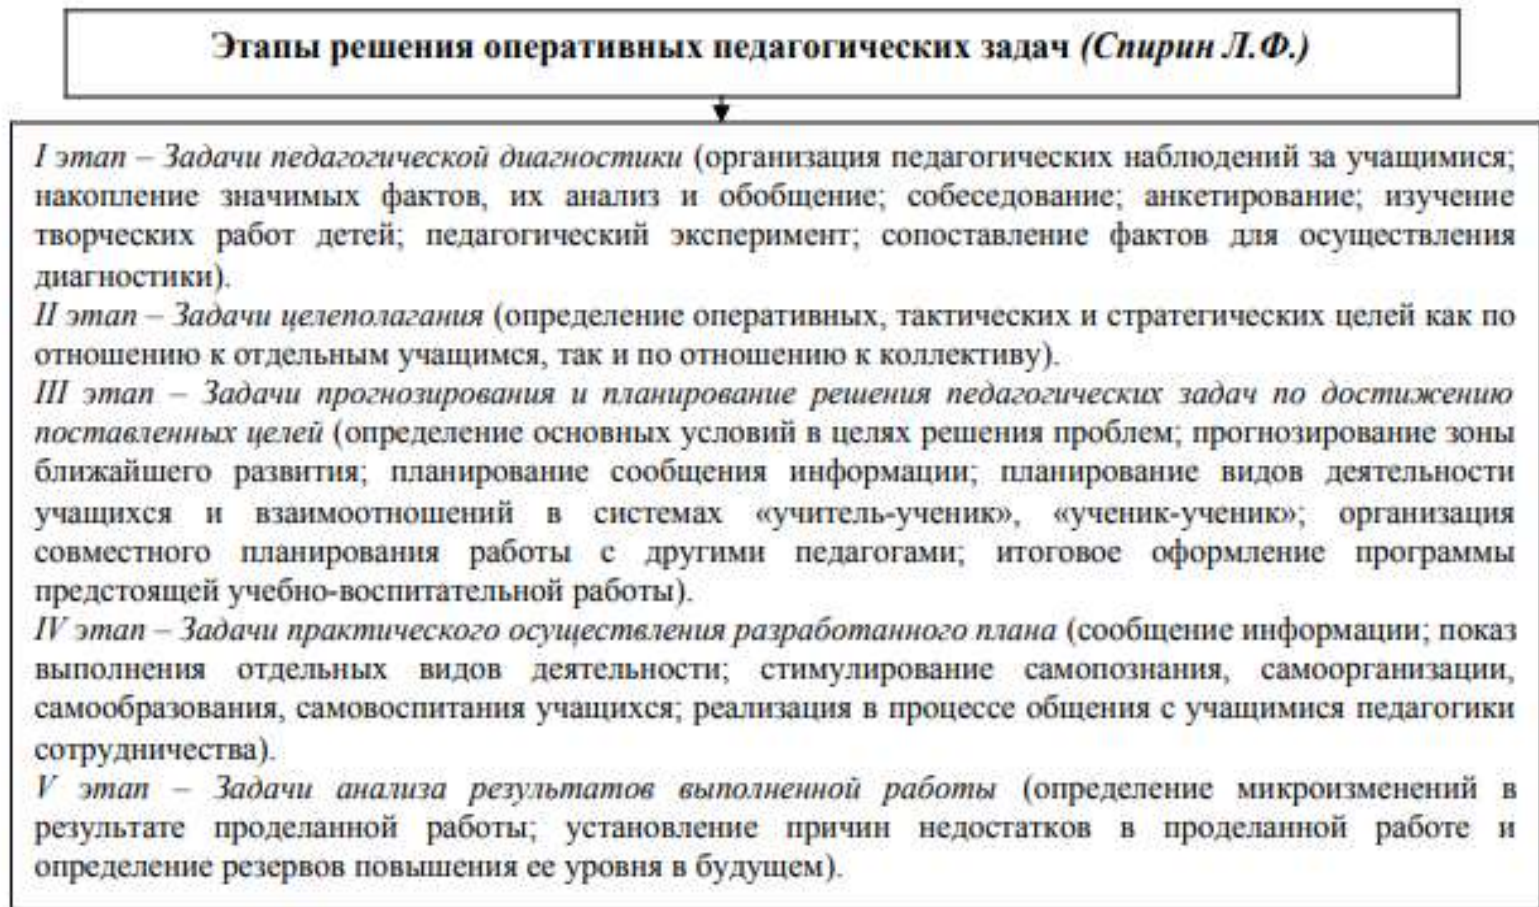 Этапы решения оперативных педагогических задач (Спирин Л.Ф.)
I этап – Задачи педагогической диагностики (организация педагогических наблюдений за учащимися;
накопление значимых фактов, их анализ и обобщение; собеседование; анкетирование; изучение
творческих работ детей; педагогический эксперимент; сопоставление фактов для осуществления
диагностики).
II этап – Задачи целеполагания (определение оперативных, тактических и стратегических целей как по
отношению к отдельным учащимся, так и по отношению к коллективу).
III этап – Задачи прогнозирования и планирование решения педагогических задач по достижению
поставленных целей (определение основных условий в целях решения проблем; прогнозирование зоны
ближайшего развития; планирование сообщения информации; планирование видов деятельности
учащихся и взаимоотношений в системах «учитель-ученик», «ученик-ученик»; организация
совместного планирования работы с другими педагогами; итоговое оформление программы
предстоящей учебно-воспитательной работы).
IV этап – Задачи практического осуществления разработанного плана (сообщение информации; показ
выполнения отдельных видов деятельности; стимулирование самопознания, самоорганизации,
самообразования, самовоспитания учащихся; реализация в процессе общения с учащимися педагогики
сотрудничества).
V этап – Задачи анализа результатов выполненной работы (определение микроизменений в
результате проделанной работы; установление причин недостатков в проделанной работе и
определение резервов повышения ее уровня в будущем).